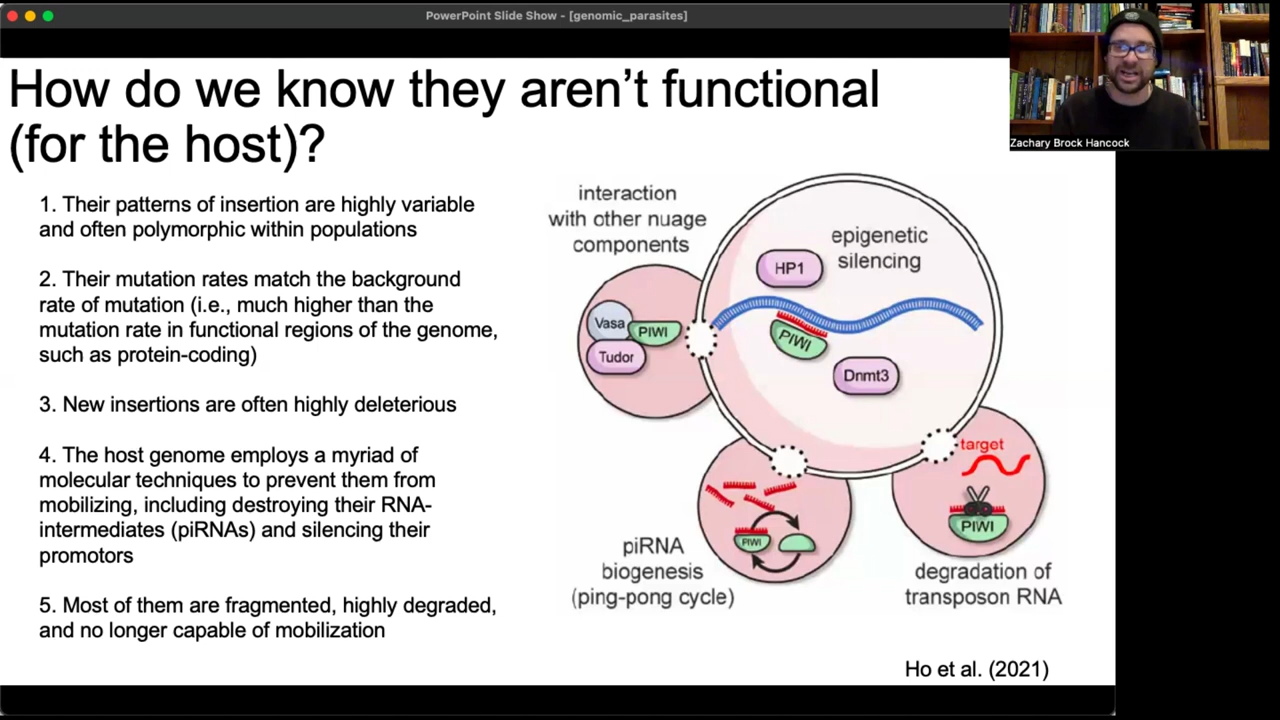 PowerPoint Slide Show - [genomic_parasites]
Zachary Brock Hancock
How do we know they aren't functional
(for the host)?
1. Their patterns of insertion are highly variable
and often polymorphic within populations
2. Their mutation rates match the background
rate of mutation (i.e., much higher than the
mutation rate in functional regions of the genome,
such as protein-coding)
3. New insertions are often highly deleterious
4. The host genome employs a myriad of
molecular techniques to prevent them from
mobilizing, including destroying their RNA-
intermediates (piRNAs) and silencing their
promotors
5. Most of them are fragmented, highly degraded,
and no longer capable of mobilization
interaction
with other nuage
components
Vasa
PIWI
Tudor
epigenetic
silencing
HP1
PIWI
Dnmt3
piRNA
biogenesis
(ping-pong cycle)
PIWI
target
PIWI
degradation of
transposon RNA
Ho et al. (2021)